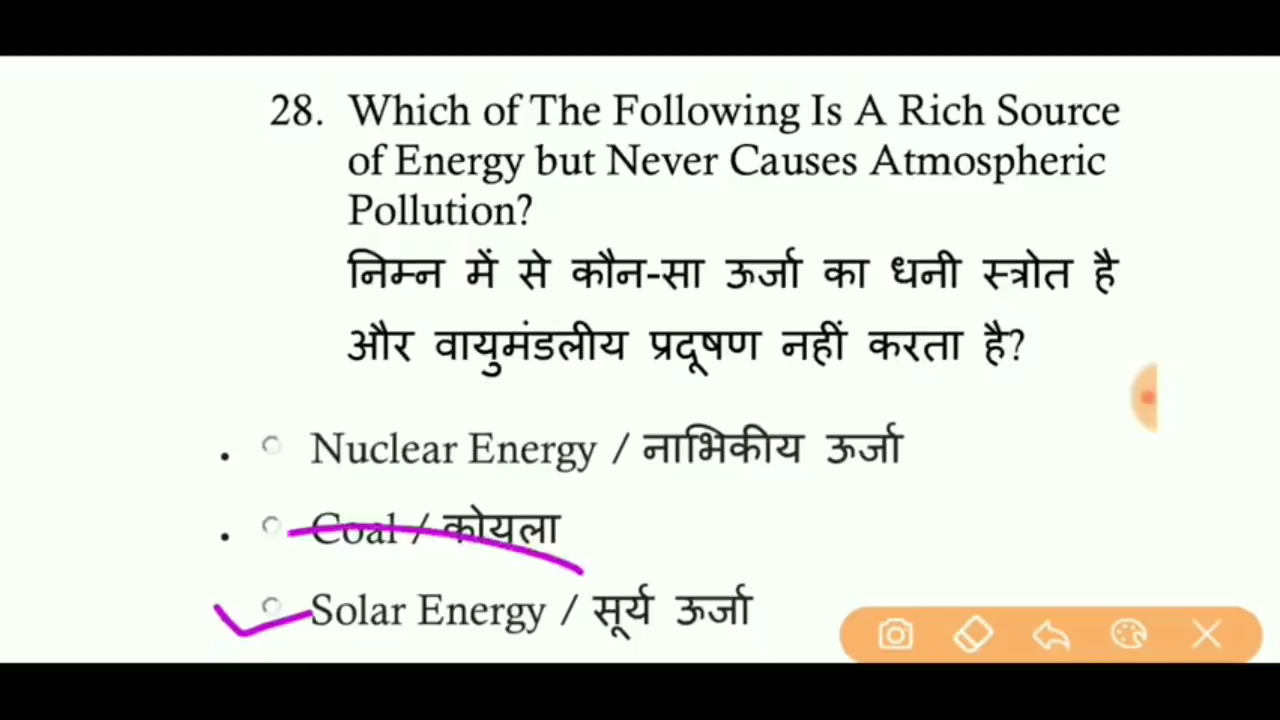 28. Which of The Following Is A Rich Source
of Energy but Never Causes Atmospheric
Pollution?
निम्न में से कौन-सा ऊर्जा का धनी स्त्रोत है
और वायुमंडलीय प्रदूषण नहीं करता है?
Nuclear Energy / नाभिकीय ऊर्जा
Coal / कोयला
Solar Energy / सूर्य ऊर्जा